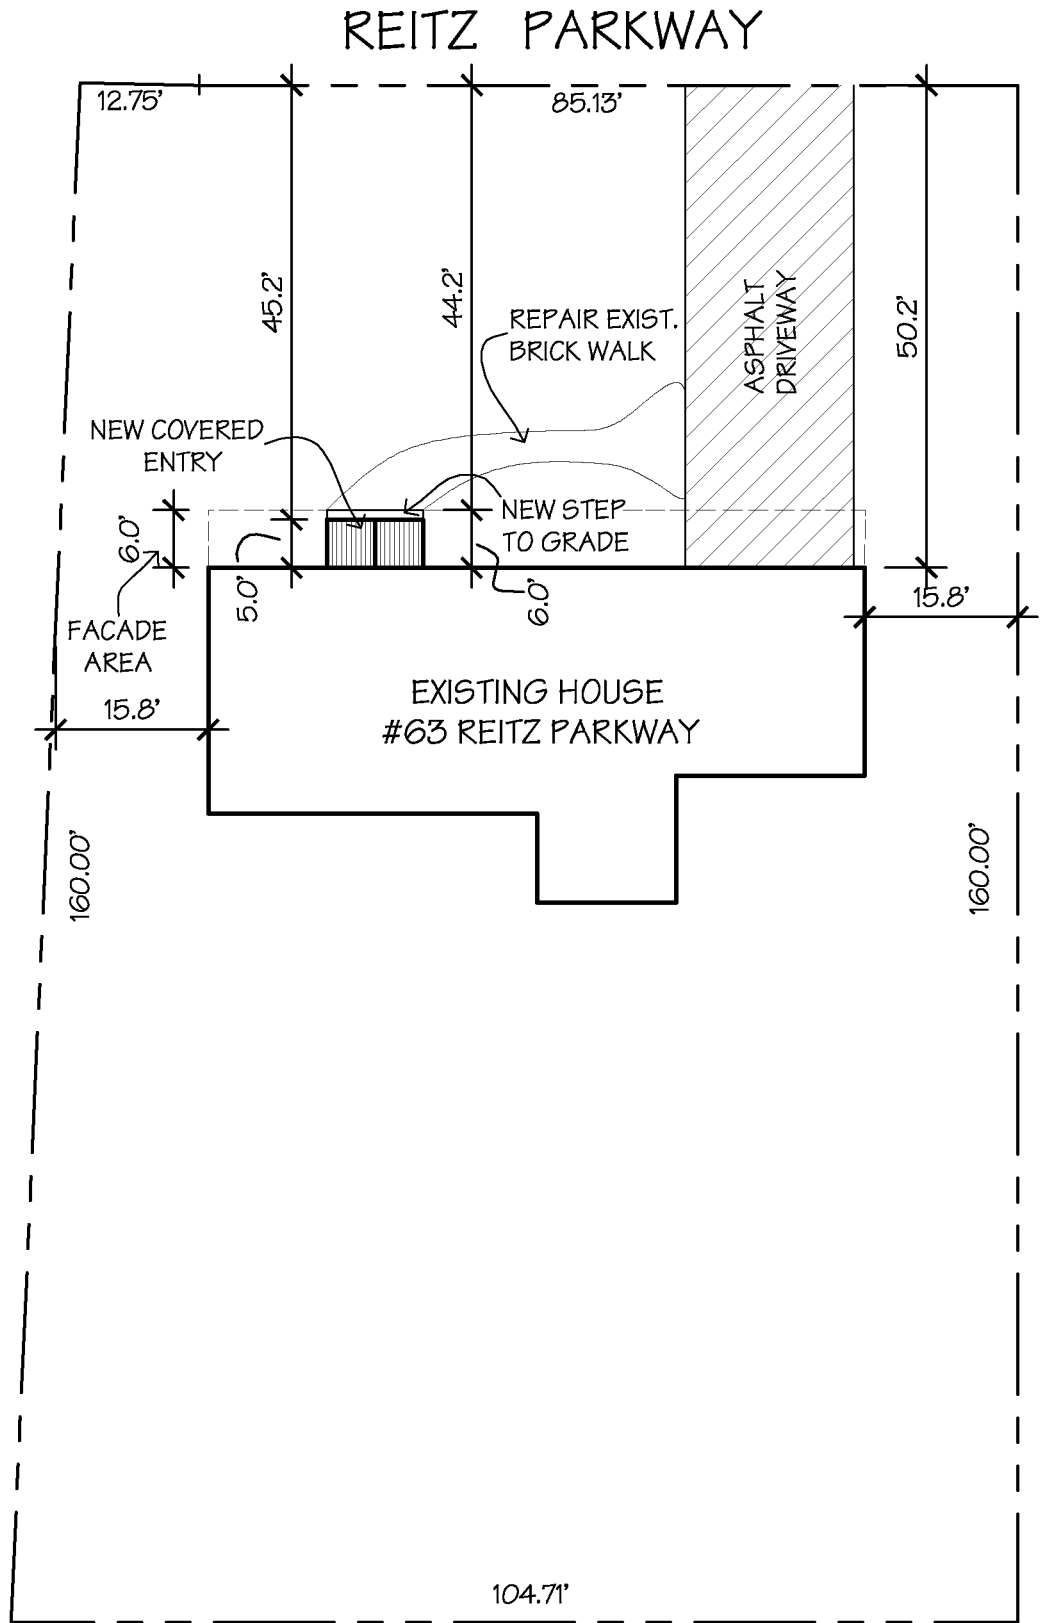 REITZ PARKWAY
12.75'
85.13'
45.2'
44.2'
50.2'
REPAIR EXIST.
BRICK WALK
ASPHALT
DRIVEWAY
NEW COVERED
ENTRY
NEW STEP
TO GRADE
6.0'
5.0'
6.0'
FACADE
AREA
15.8'
15.8'
EXISTING HOUSE
#63 REITZ PARKWAY
160.00'
160.00'
104.71'